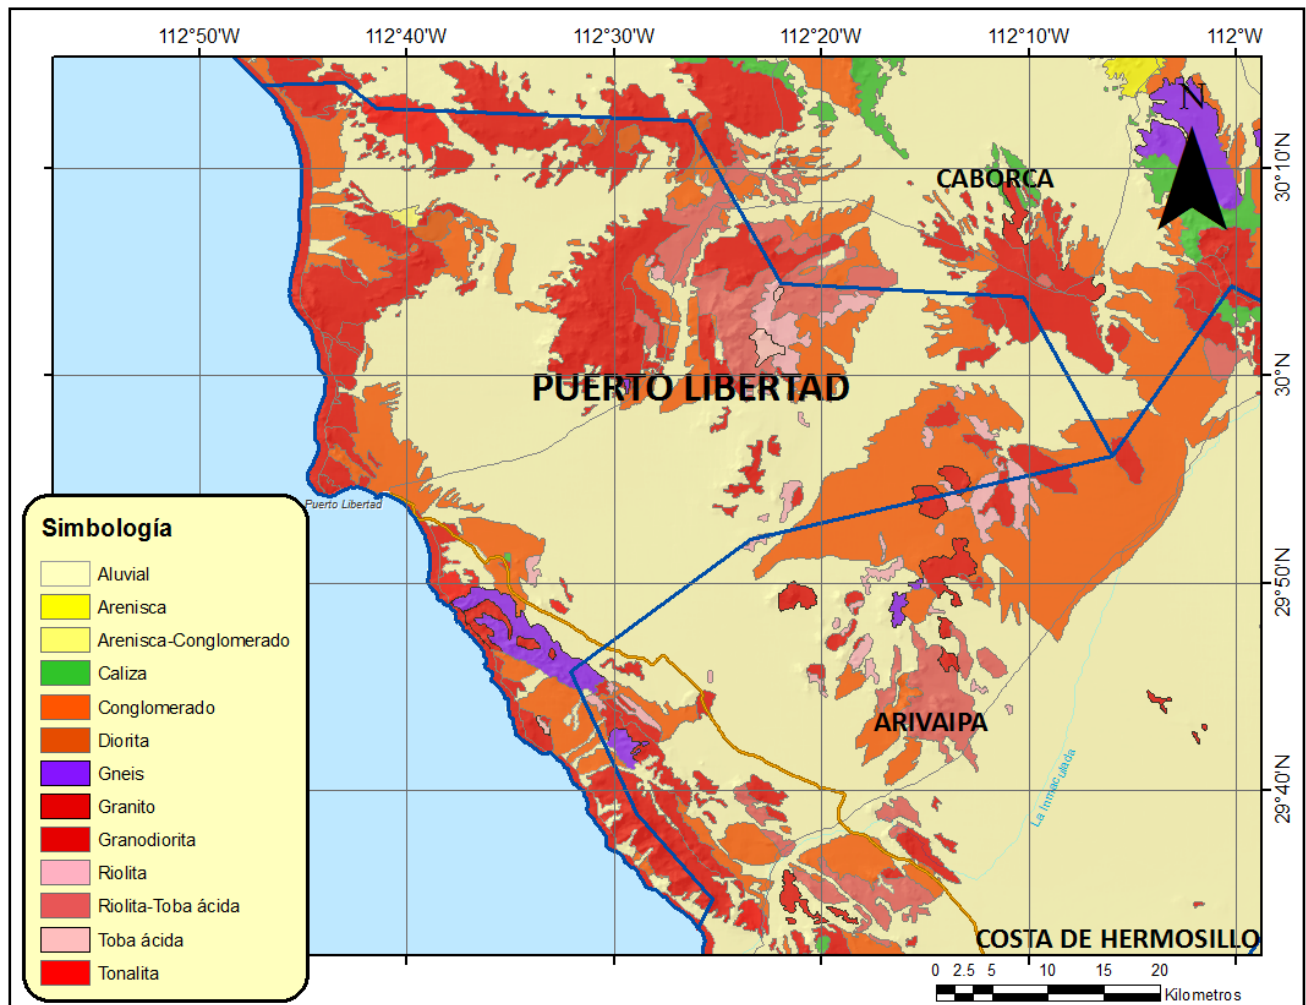 112°50'W 112°40'W 112°30'W 112°20'W 112°10'W 112°W
N
30°10'N
CABORCA
30°N
PUERTO LIBERTAD
Puerto Libertad
29°50'N
ARIVAIPA
La Inmaculada
29°40'N
COSTA DE HERMOSILLO
Simbología
Aluvial
Arenisca
Arenisca-Conglomerado
Caliza
Conglomerado
Diorita
Gneis
Granito
Granodiorita
Riolita
Riolita-Toba ácida
Toba ácida
Tonalita
0 2.5 5 10 15 20
Kilometros